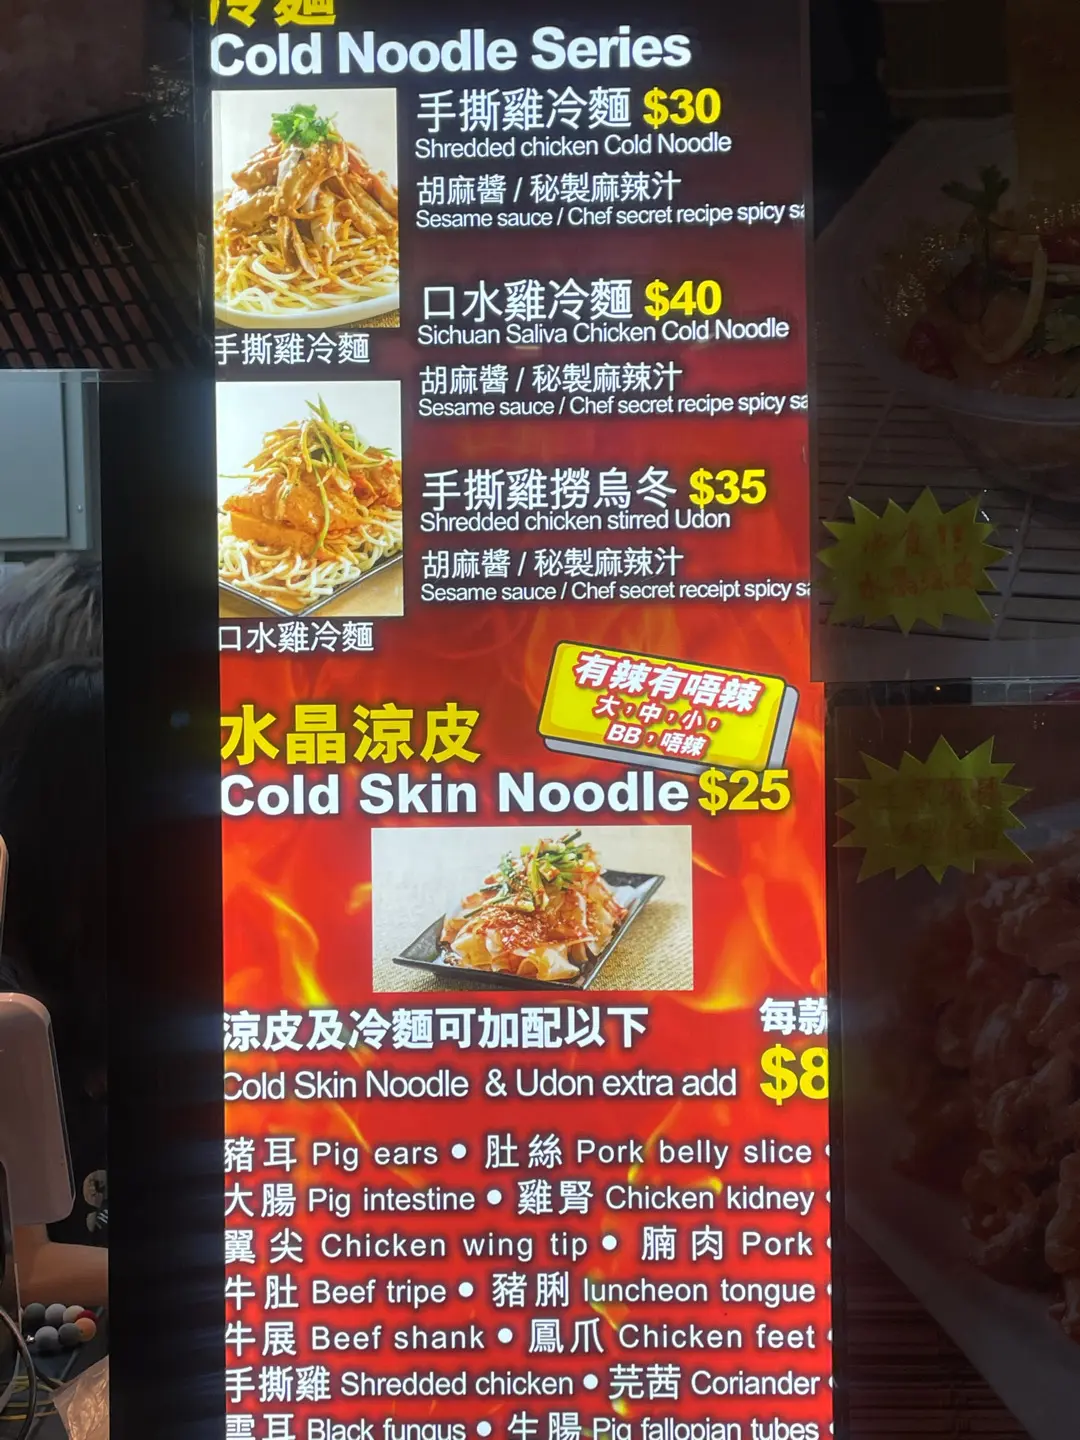 冷麵
Cold Noodle Series
手撕雞冷麵 $30
Shredded chicken Cold Noodle
胡麻醬 / 秘製麻辣汁
Sesame sauce / Chef secret recipe spicy
口水雞冷麵 $40
Sichuan Saliva Chicken Cold Noodle
手撕雞冷麵
胡麻醬 / 秘製麻辣汁
Sesame sauce / Chef secret recipe spicy
手撕雞撈烏冬 $35
Shredded chicken stirred Udon
胡麻醬 / 秘製麻辣汁
Sesame sauce / Chef secret receipt spicy
口水雞冷麵
有辣有唔辣
大，中，小，
BB，唔辣
水晶涼皮
Cold Skin Noodle $25
涼皮及冷麵可加配以下 每款
Cold Skin Noodle & Udon extra add $8
豬耳 Pig ears • 肚絲 Pork belly slice
大腸 Pig intestine • 雞腎 Chicken kidney
翼尖 Chicken wing tip • 腩肉 Pork
牛肚 Beef tripe • 豬脷 luncheon tongue
牛展 Beef shank • 鳳爪 Chicken feet
手撕雞 Shredded chicken • 芫茜 Coriander
雲耳 Black fungus • 生腸 Pig fallopian tubes